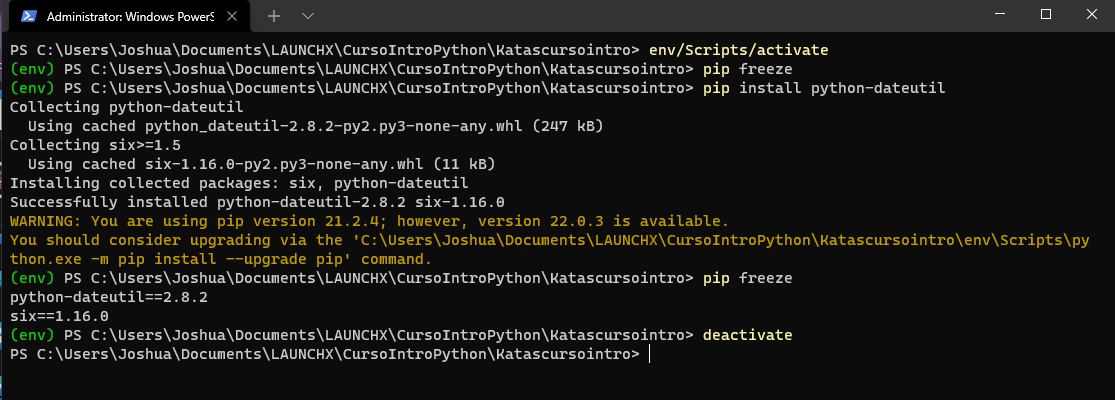 Administrator: Windows PowerS
PS C:\Users\Joshua\Documents\LAUNCHX\CursoIntroPython\Katascursointro> env/Scripts/activate
(env) PS C:\Users\Joshua\Documents\LAUNCHX\CursoIntroPython\Katascursointro> pip freeze
(env) PS C:\Users\Joshua\Documents\LAUNCHX\CursoIntroPython\Katascursointro> pip install python-dateutil
Collecting python-dateutil
  Using cached python_dateutil-2.8.2-py2.py3-none-any.whl (247 kB)
Collecting six>=1.5
  Using cached six-1.16.0-py2.py3-none-any.whl (11 kB)
Installing collected packages: six, python-dateutil
Successfully installed python-dateutil-2.8.2 six-1.16.0
WARNING: You are using pip version 21.2.4; however, version 22.0.3 is available.
You should consider upgrading via the 'C:\Users\Joshua\Documents\LAUNCHX\CursoIntroPython\Katascursointro\env\Scripts\py
thon.exe -m pip install --upgrade pip' command.
(env) PS C:\Users\Joshua\Documents\LAUNCHX\CursoIntroPython\Katascursointro> pip freeze
python-dateutil==2.8.2
six==1.16.0
(env) PS C:\Users\Joshua\Documents\LAUNCHX\CursoIntroPython\Katascursointro> deactivate
PS C:\Users\Joshua\Documents\LAUNCHX\CursoIntroPython\Katascursointro>